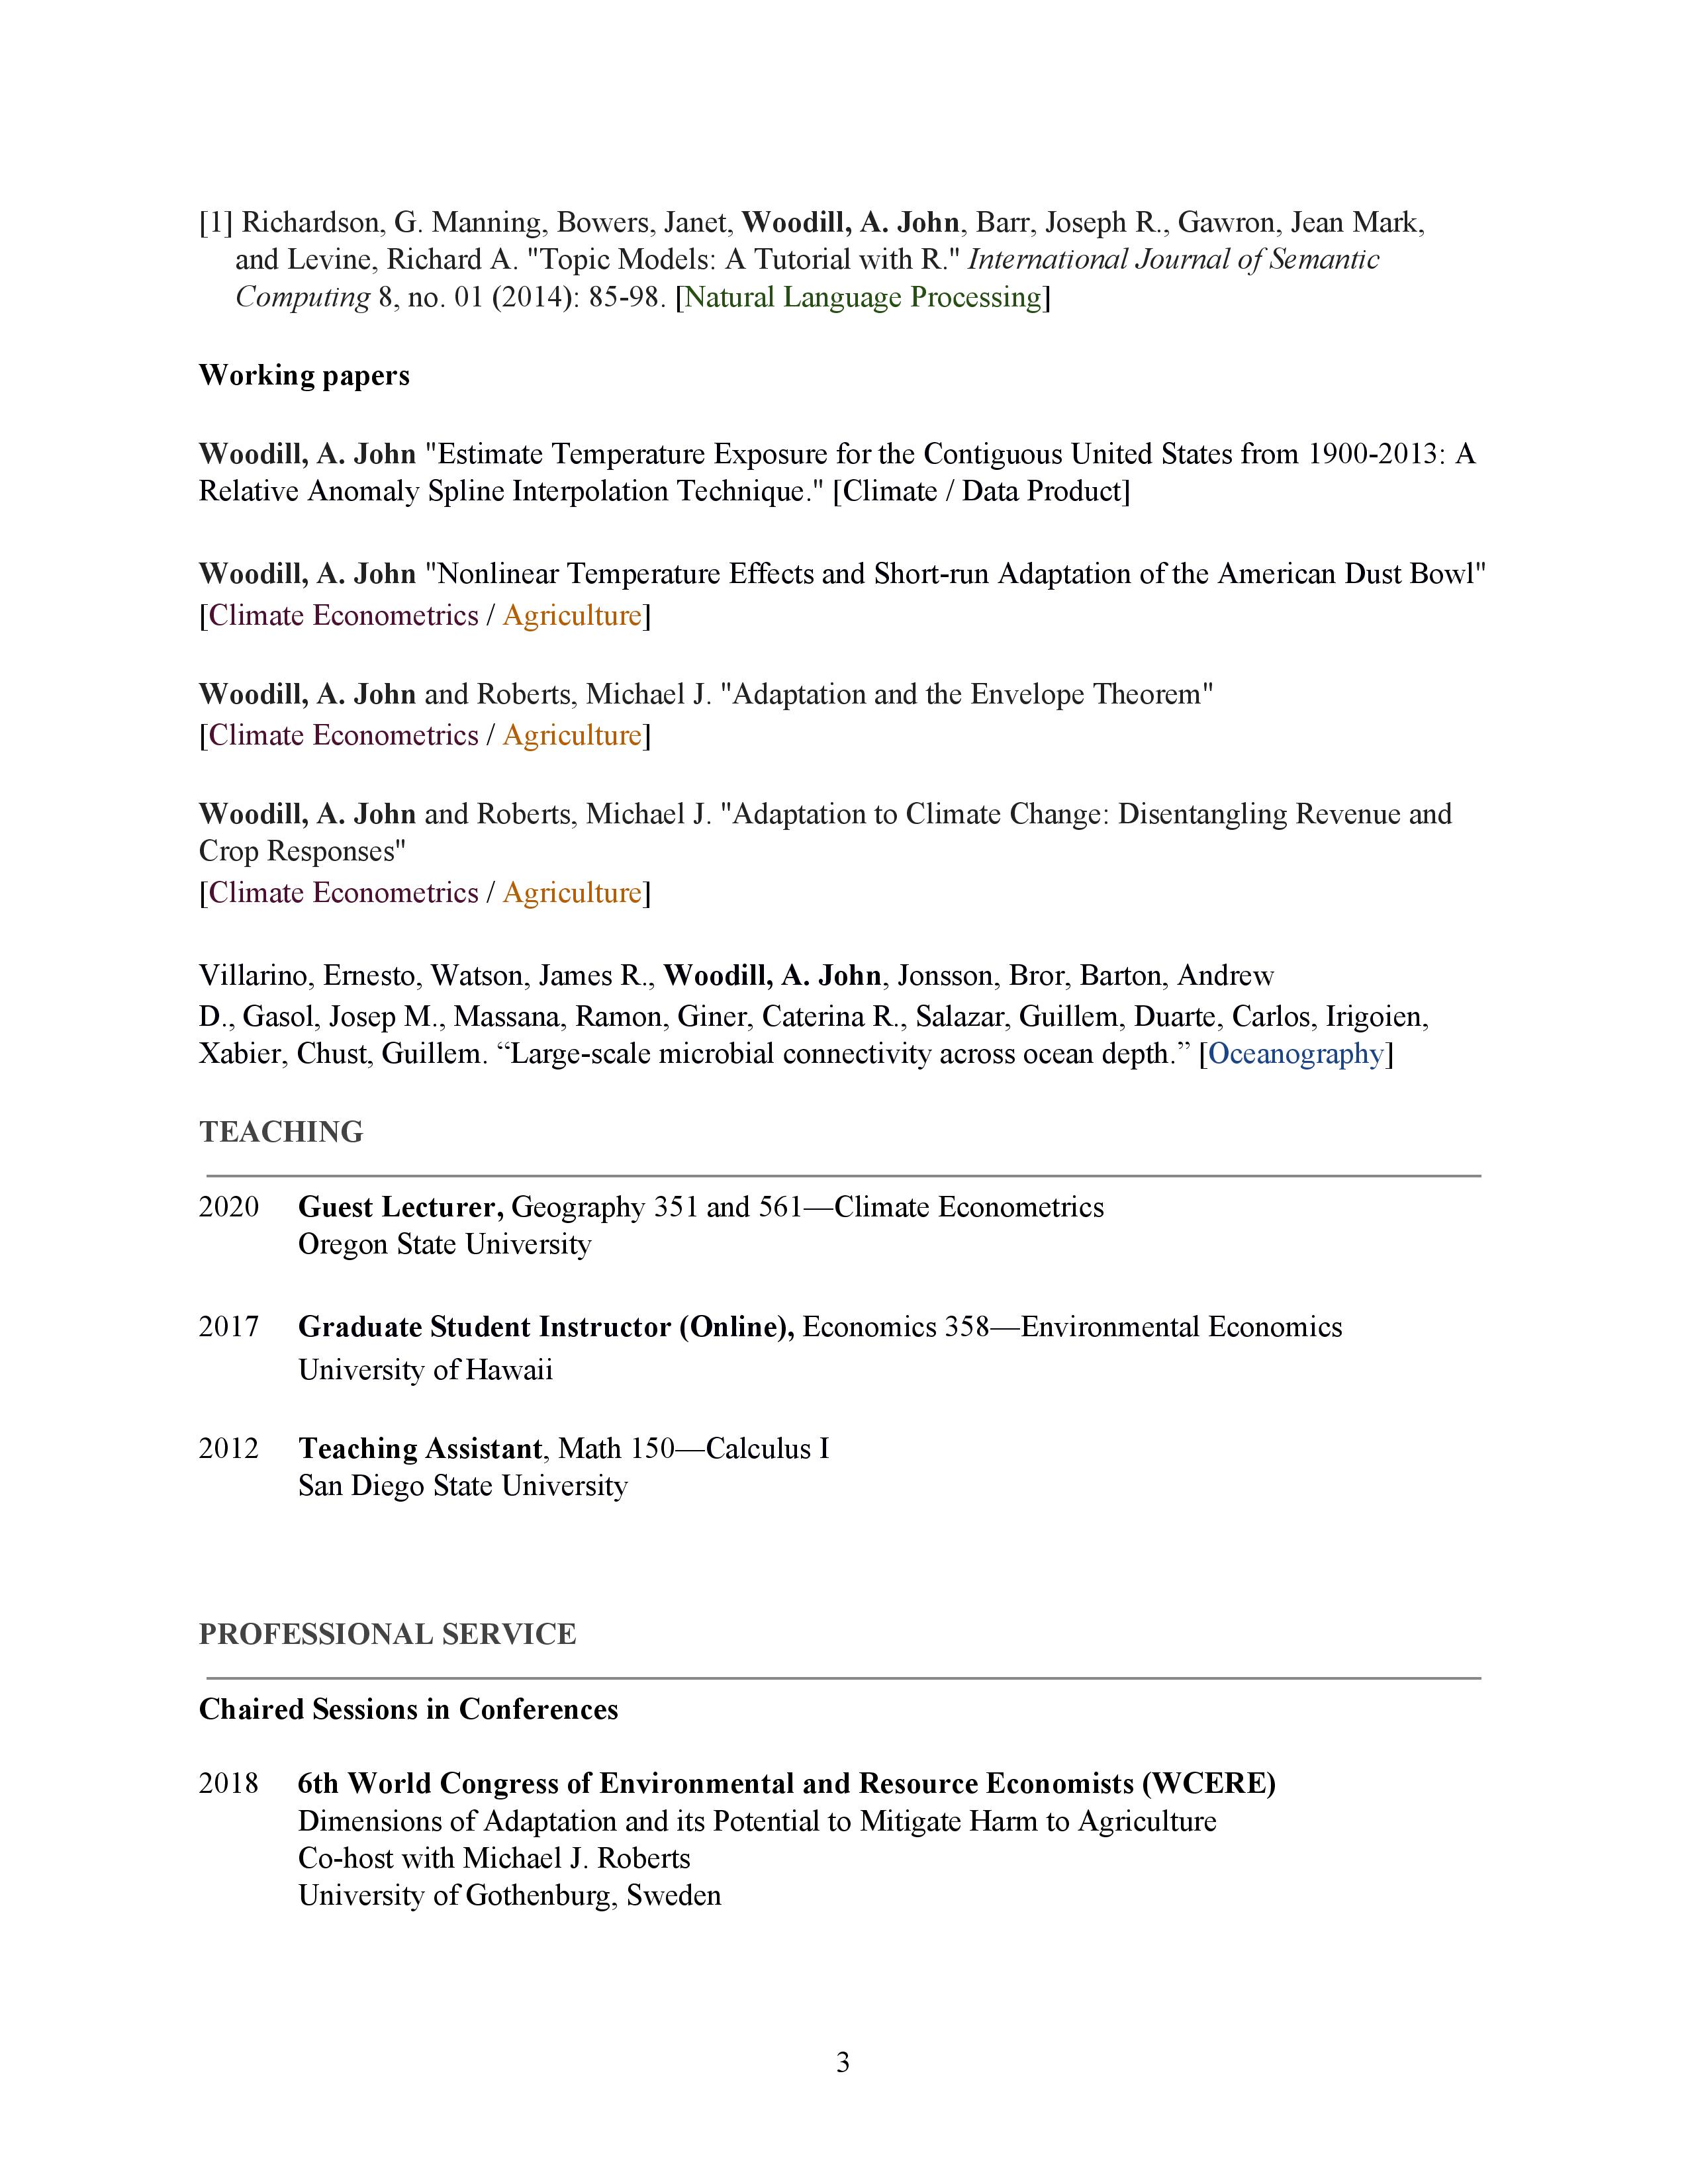 [1] Richardson, G. Manning, Bowers, Janet, Woodill, A. John, Barr, Joseph R., Gawron, Jean Mark,
and Levine, Richard A. "Topic Models: A Tutorial with R." International Journal of Semantic
Computing 8, no. 01 (2014): 85-98. [Natural Language Processing]
Working papers
Woodill, A. John "Estimate Temperature Exposure for the Contiguous United States from 1900-2013: A
Relative Anomaly Spline Interpolation Technique." [Climate / Data Product]
Woodill, A. John "Nonlinear Temperature Effects and Short-run Adaptation of the American Dust Bowl"
[Climate Econometrics / Agriculture]
Woodill, A. John and Roberts, Michael J. "Adaptation and the Envelope Theorem"
[Climate Econometrics / Agriculture]
Woodill, A. John and Roberts, Michael J. "Adaptation to Climate Change: Disentangling Revenue and
Crop Responses"
[Climate Econometrics / Agriculture]
Villarino, Ernesto, Watson, James R., Woodill, A. John, Jonsson, Bror, Barton, Andrew
D., Gasol, Josep M., Massana, Ramon, Giner, Caterina R., Salazar, Guillem, Duarte, Carlos, Irigoien,
Xabier, Chust, Guillem. “Large-scale microbial connectivity across ocean depth.” [Oceanography]
TEACHING
2020 Guest Lecturer, Geography 351 and 561—Climate Econometrics
Oregon State University
2017 Graduate Student Instructor (Online), Economics 358—Environmental Economics
University of Hawaii
2012 Teaching Assistant, Math 150—Calculus I
San Diego State University
PROFESSIONAL SERVICE
Chaired Sessions in Conferences
2018 6th World Congress of Environmental and Resource Economists (WCERE)
Dimensions of Adaptation and its Potential to Mitigate Harm to Agriculture
Co-host with Michael J. Roberts
University of Gothenburg, Sweden
3